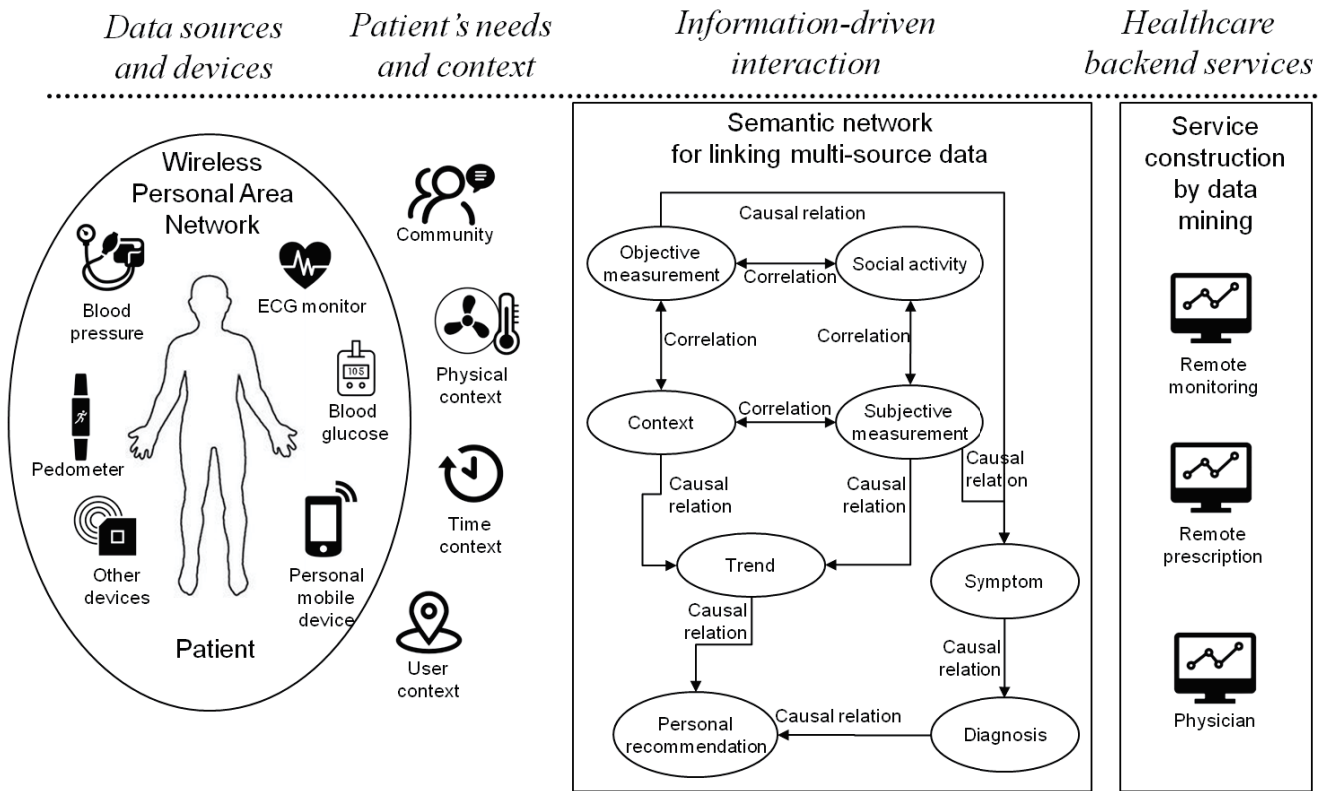 Data sources
and devices
Patient's needs
and context
Information-driven
interaction
Healthcare
backend services
Wireless
Personal Area
Network
Blood
pressure
ECG monitor
Pedometer
10S
Blood
glucose
Other
devices
Personal
mobile
device
Patient
Community
Physical
context
Time
context
User
context
Semantic network
for linking multi-source data
Causal relation
Objective
measurement
Correlation
Social activity
Correlation
Correlation
Context
Correlation
Subjective
measurement
Causal
relation
Causal
relation
Causal
relation
Trend
Symptom
Causal
relation
Causal
relation
Personal
recommendation
Causal relation
Diagnosis
Service
construction
by data
mining
Remote
monitoring
Remote
prescription
Physician